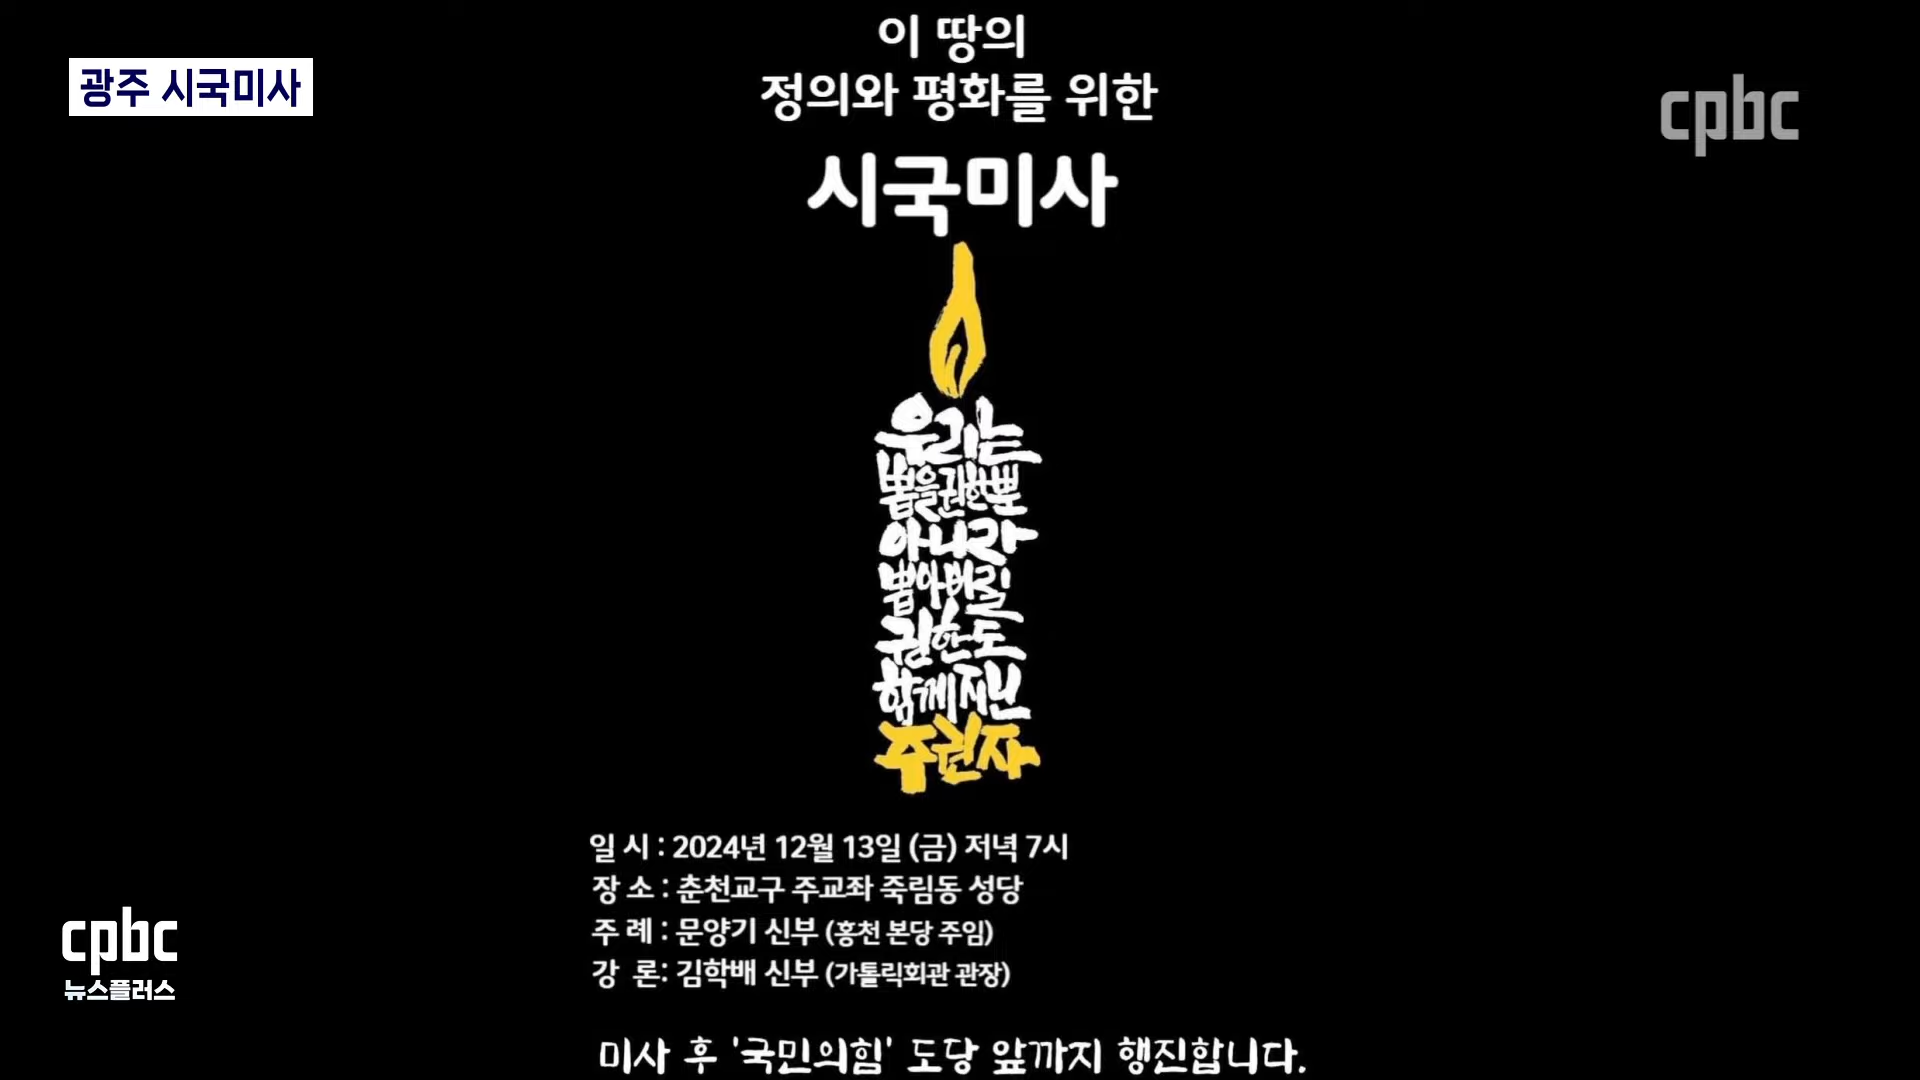 이 땅의
광주 시국미사
정의와 평화를 위한
cpbc
시국미사
우리는
뽑을권한뿐
아니라
뽑아버릴
권한도
함께지닌
주권자
일 시 : 2024년 12월 13일 (금) 저녁 7시
장 소 : 춘천교구 주교좌 죽림동 성당
주 례 : 문양기 신부 (홍천 본당 주임)
강 론: 김학배 신부 (가톨릭회관 관장)
cpbc
뉴스플러스
미사 후 '국민의힘' 도당 앞까지 행진합니다.